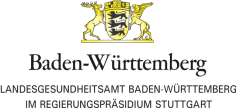 Baden-Württemberg
LANDESGESUNDHEITSAMT BADEN-WÜRTTEMBERG
IM REGIERUNGSPRÄSIDIUM STUTTGART